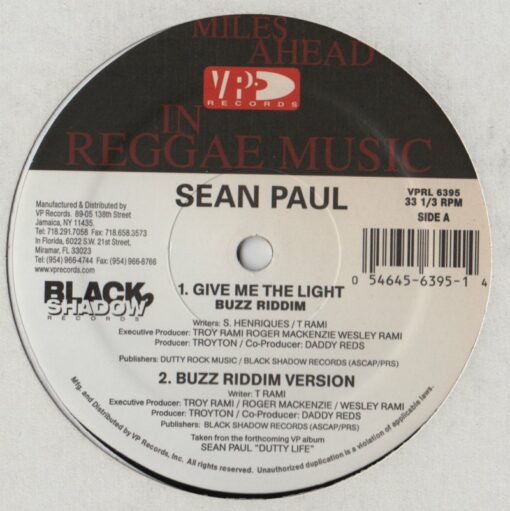 MILES
AHEAD
VP
RECORDS
IN
REGGAE MUSIC
SEAN PAUL
VPRL 6395
33 1/3 RPM
SIDE A
Manufactured & Distributed by
VP Records. 89-05 138th Street
Jamaica, NY 11435.
Tel: 718.291.7058 Fax: 718.658.3573
In Florida, 6022 S.W. 21st Street,
Miramar, FL 33023
Tel: (954) 966-4744 Fax: (954) 966-8766
www.vprecords.com
0 54645-6395-1 4
BLACK
SHADOW
RECORDS
1. GIVE ME THE LIGHT
BUZZ RIDDIM
Writers: S. HENRIQUES / T RAMI
Executive Producer: TROY RAMI ROGER MACKENZIE WESLEY RAMI
Producer: TROYTON / Co-Producer: DADDY REDS
Publishers: DUTTY ROCK MUSIC / BLACK SHADOW RECORDS (ASCAP/PRS)
2. BUZZ RIDDIM VERSION
Writer: T RAMI
Executive Producer: TROY RAMI / ROGER MACKENZIE / WESLEY RAMI
Producer: TROYTON / Co-Producer: DADDY REDS
Publishers: BLACK SHADOW RECORDS (ASCAP/PRS)
Taken fron the forthcoming VP album
SEAN PAUL "DUTTY LIFE"
Mfg. and Distributed by VP Records, Inc. All rights reserved. Unauthorized duplication is a violation of applicable laws.